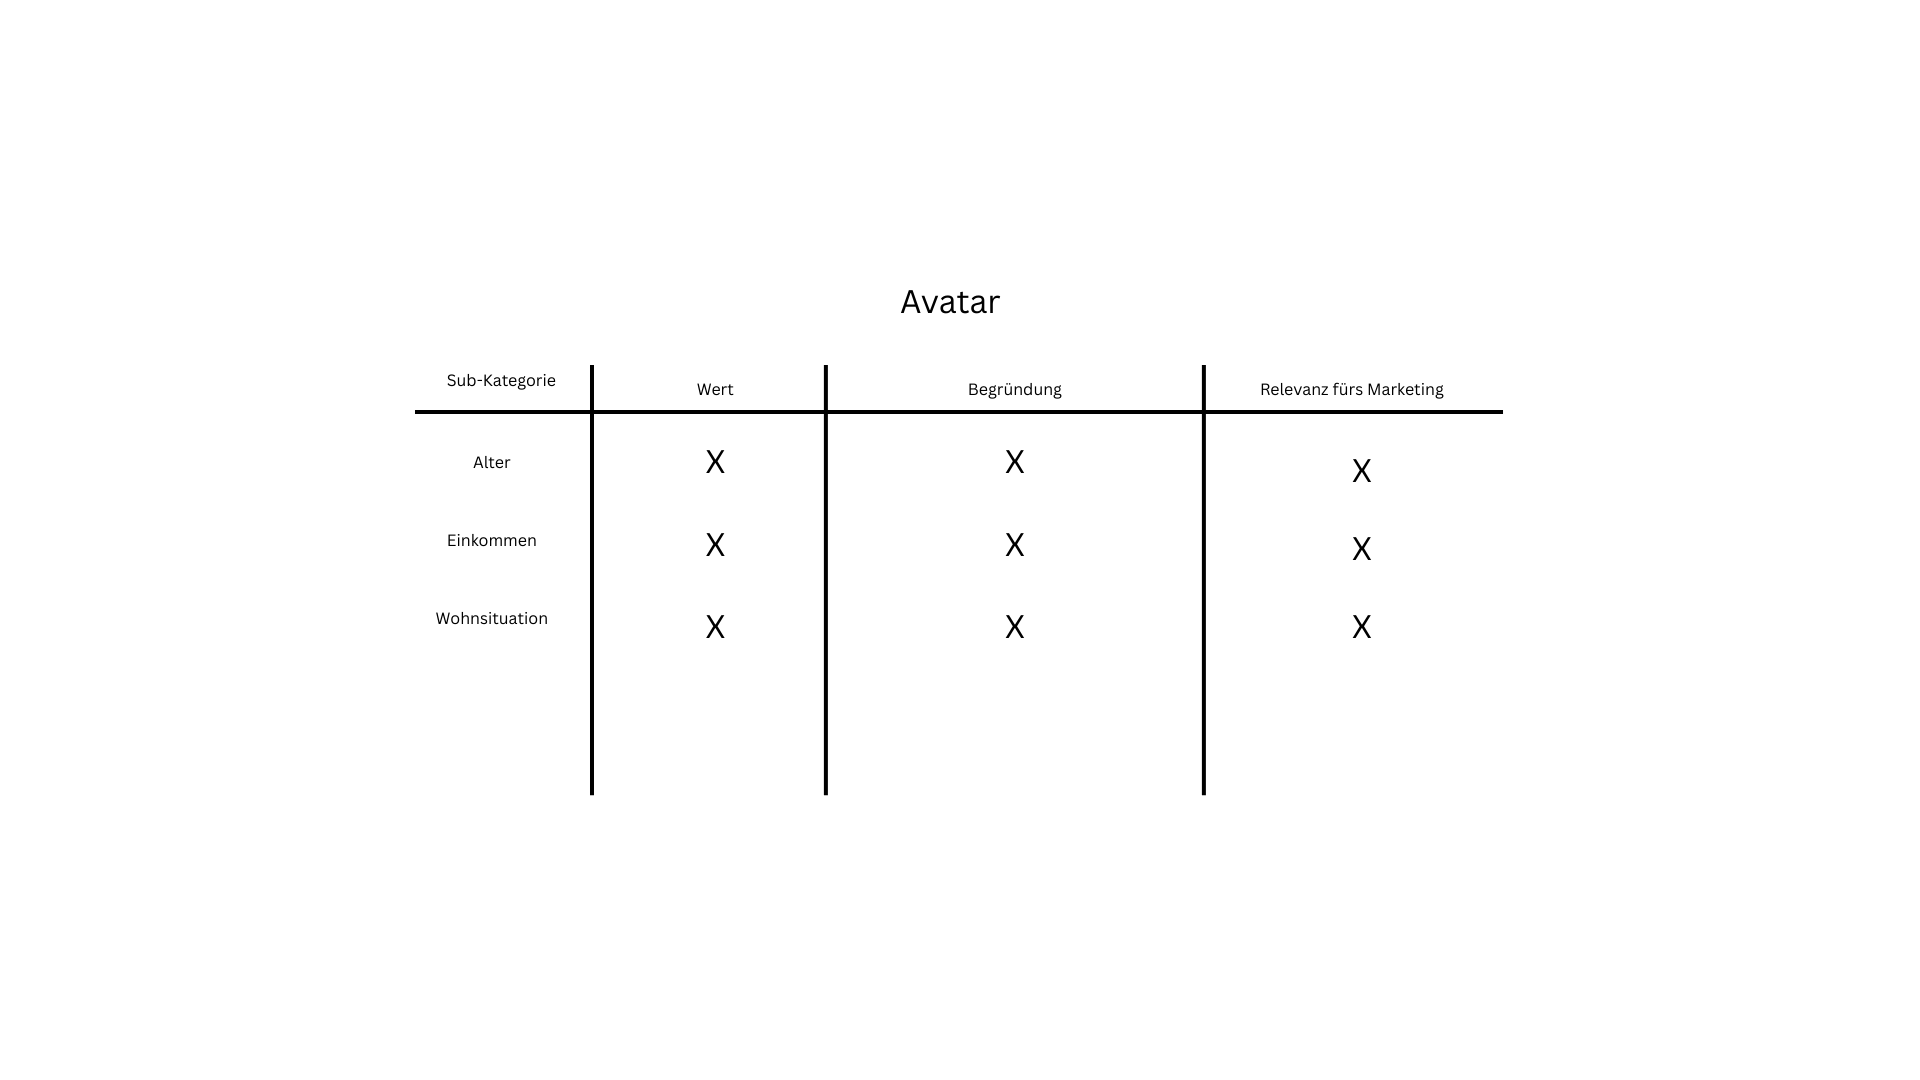 Avatar
Sub-Kategorie Wert Begründung Relevanz fürs Marketing
Alter X X X
Einkommen X X X
Wohnsituation X X X